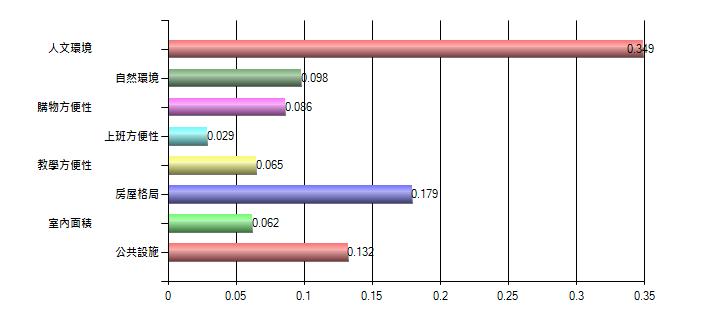 人文環境 0.349
自然環境 0.098
購物方便性 0.086
上班方便性 0.029
教學方便性 0.065
房屋格局 0.179
室內面積 0.062
公共設施 0.132
0 0.05 0.1 0.15 0.2 0.25 0.3 0.35